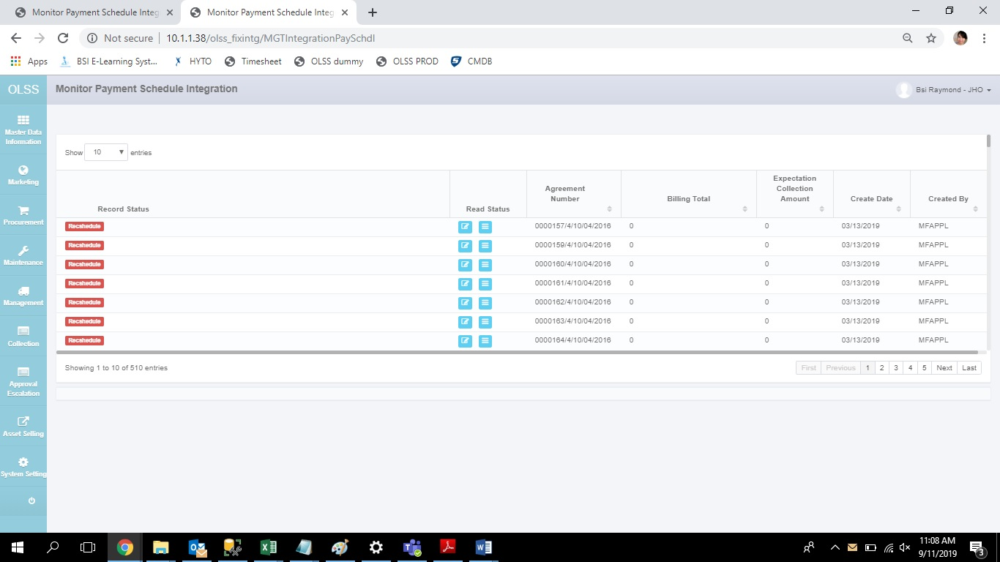 Monitor Payment Schedule Integ
Monitor Payment Schedule Integ
Not secure
10.1.1.38/olss_fixintg/MGTIntegrationPaySchdl
Apps
BSI E-Learning Syst...
HYTO
Timesheet
OLSS dummy
OLSS PROD
CMDB
OLSS
Monitor Payment Schedule Integration
Bsi Raymond - JHO
Master Data
Information
Marketing
Procurement
Maintenance
Management
Collection
Approval
Escalation
Asset Selling
System Setting
Show 10 entries
Record Status
Read Status
Agreement
Number
Billing Total
Expectation
Collection
Amount
Create Date
Created By
Recshedule 0000157/4/10/04/2016 0 0 03/13/2019 MFAPPL
Recshedule 0000159/4/10/04/2016 0 0 03/13/2019 MFAPPL
Recshedule 0000160/4/10/04/2016 0 0 03/13/2019 MFAPPL
Recshedule 0000161/4/10/04/2016 0 0 03/13/2019 MFAPPL
Recshedule 0000162/4/10/04/2016 0 0 03/13/2019 MFAPPL
Recshedule 0000163/4/10/04/2016 0 0 03/13/2019 MFAPPL
Recshedule 0000164/4/10/04/2016 0 0 03/13/2019 MFAPPL
Showing 1 to 10 of 510 entries
First Previous 1 2 3 4 5 Next Last
11:08 AM
9/11/2019
3